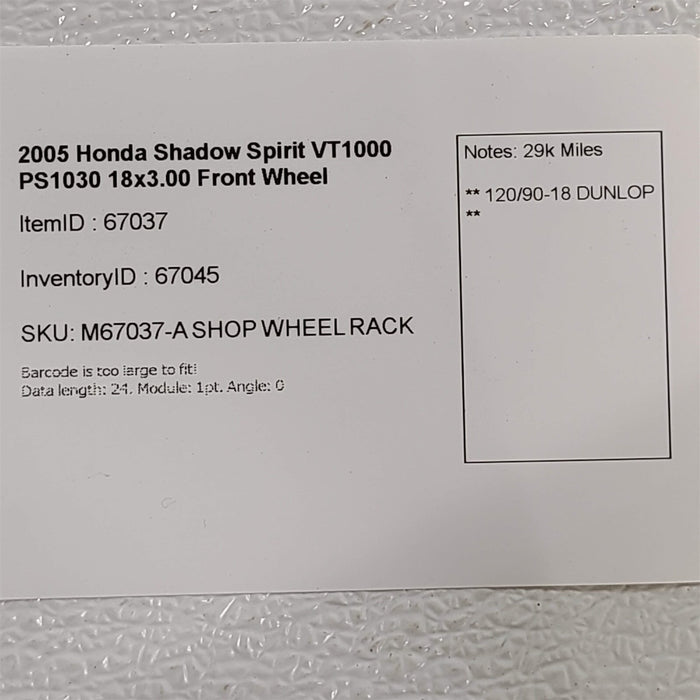 2005 Honda Shadow Spirit VT1000
PS1030 18x3.00 Front Wheel
ItemID : 67037
InventoryID : 67045
SKU: M67037-A SHOP WHEEL RACK
Barcode is too large to fit!
Data length: 24, Module: 1pt. Angle: 0
Notes: 29k Miles
** 120/90-18 DUNLOP
**